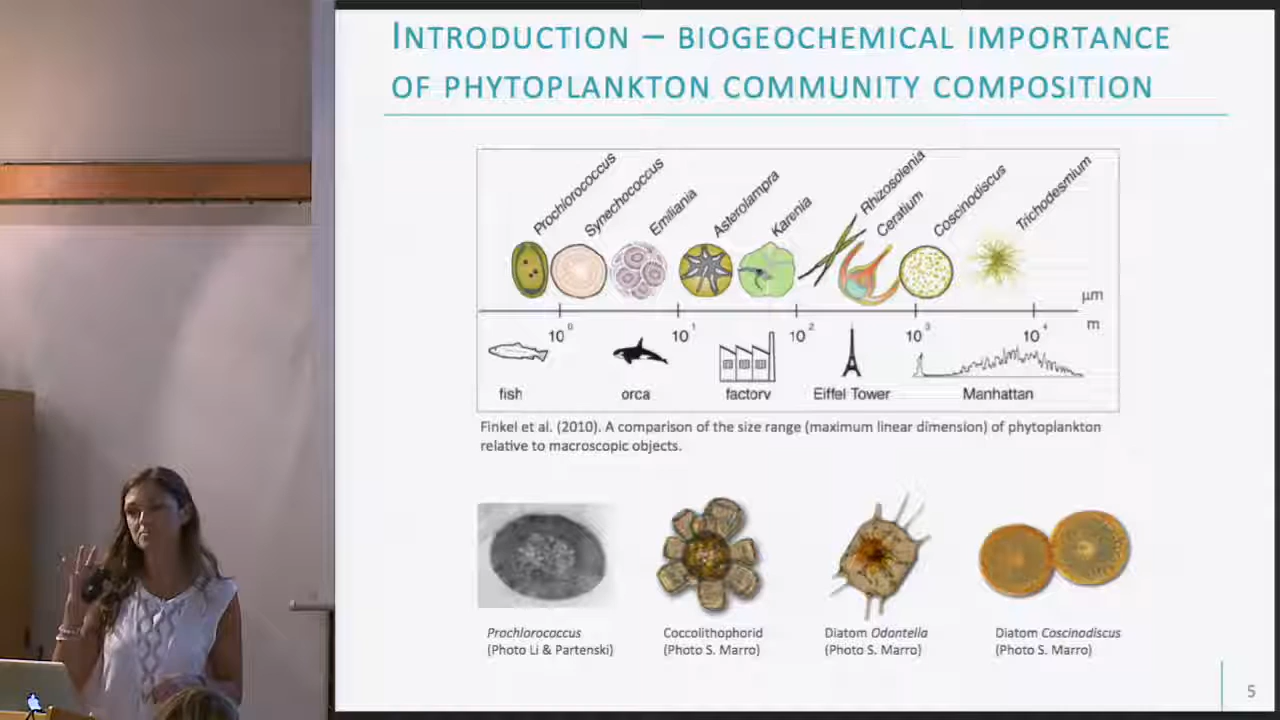 INTRODUCTION – BIOGEOCHEMICAL IMPORTANCE
OF PHYTOPLANKTON COMMUNITY COMPOSITION
Prochlorococcus
Synechococcus
Emiliania
Asterolampra
Karenia
Rhizosolenia
Ceratium
Coscinodiscus
Trichodesmium
μm
10⁰ 10¹ 10² 10³ 10⁴ m
fish orca factory Eiffel Tower Manhattan
Finkel et al. (2010). A comparison of the size range (maximum linear dimension) of phytoplankton
relative to macroscopic objects.
Prochlorococcus
(Photo Li & Partenski)
Coccolithophorid
(Photo S. Marro)
Diatom Odontella
(Photo S. Marro)
Diatom Coscinodiscus
(Photo S. Marro)
5